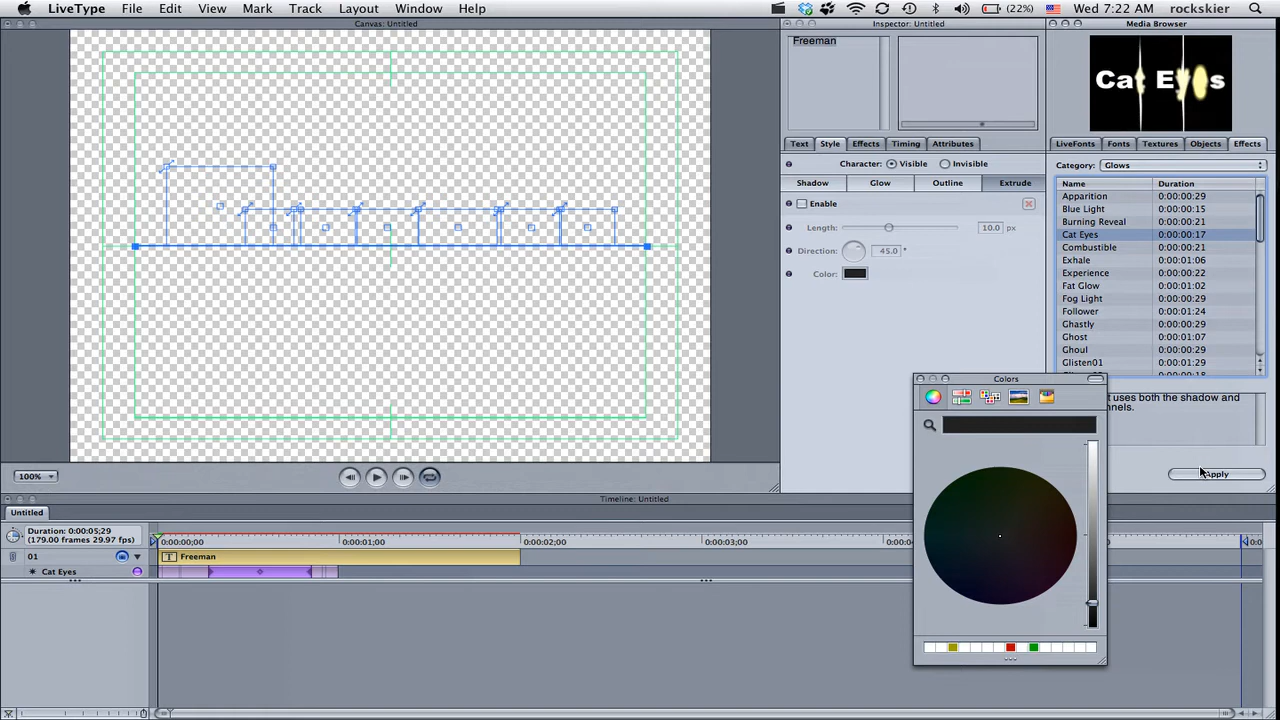 LiveType File Edit View Mark Track Layout Window Help (22%) Wed 7:22 AM rockskier
Canvas: Untitled
Inspector: Untitled
Media Browser
Freeman
Cat Eyes
Text Style Effects Timing Attributes
LiveFonts Fonts Textures Objects Effects
Character: Visible Invisible
Category: Glows
Shadow Glow Outline Extrude
Name Duration
Enable
Length: 10.0 px
Direction: 45.0 °
Color:
Apparition 0:00:00:29
Blue Light 0:00:00:15
Burning Reveal 0:00:00:21
Cat Eyes 0:00:00:17
Combustible 0:00:00:21
Exhale 0:00:01:06
Experience 0:00:00:22
Fat Glow 0:00:01:02
Fog Light 0:00:00:29
Follower 0:00:01:24
Ghastly 0:00:00:29
Ghost 0:00:01:07
Ghoul 0:00:00:29
Glisten01 0:00:01:29
Colors
t uses both the shadow and
nnels.
Apply
100%
Timeline: Untitled
Untitled
Duration: 0:00:05;29
(179.00 frames 29.97 fps)
0:00:00;00 0:00:01;00 0:00:02;00 0:00:03;00 0:00:0
01 T Freeman
Cat Eyes